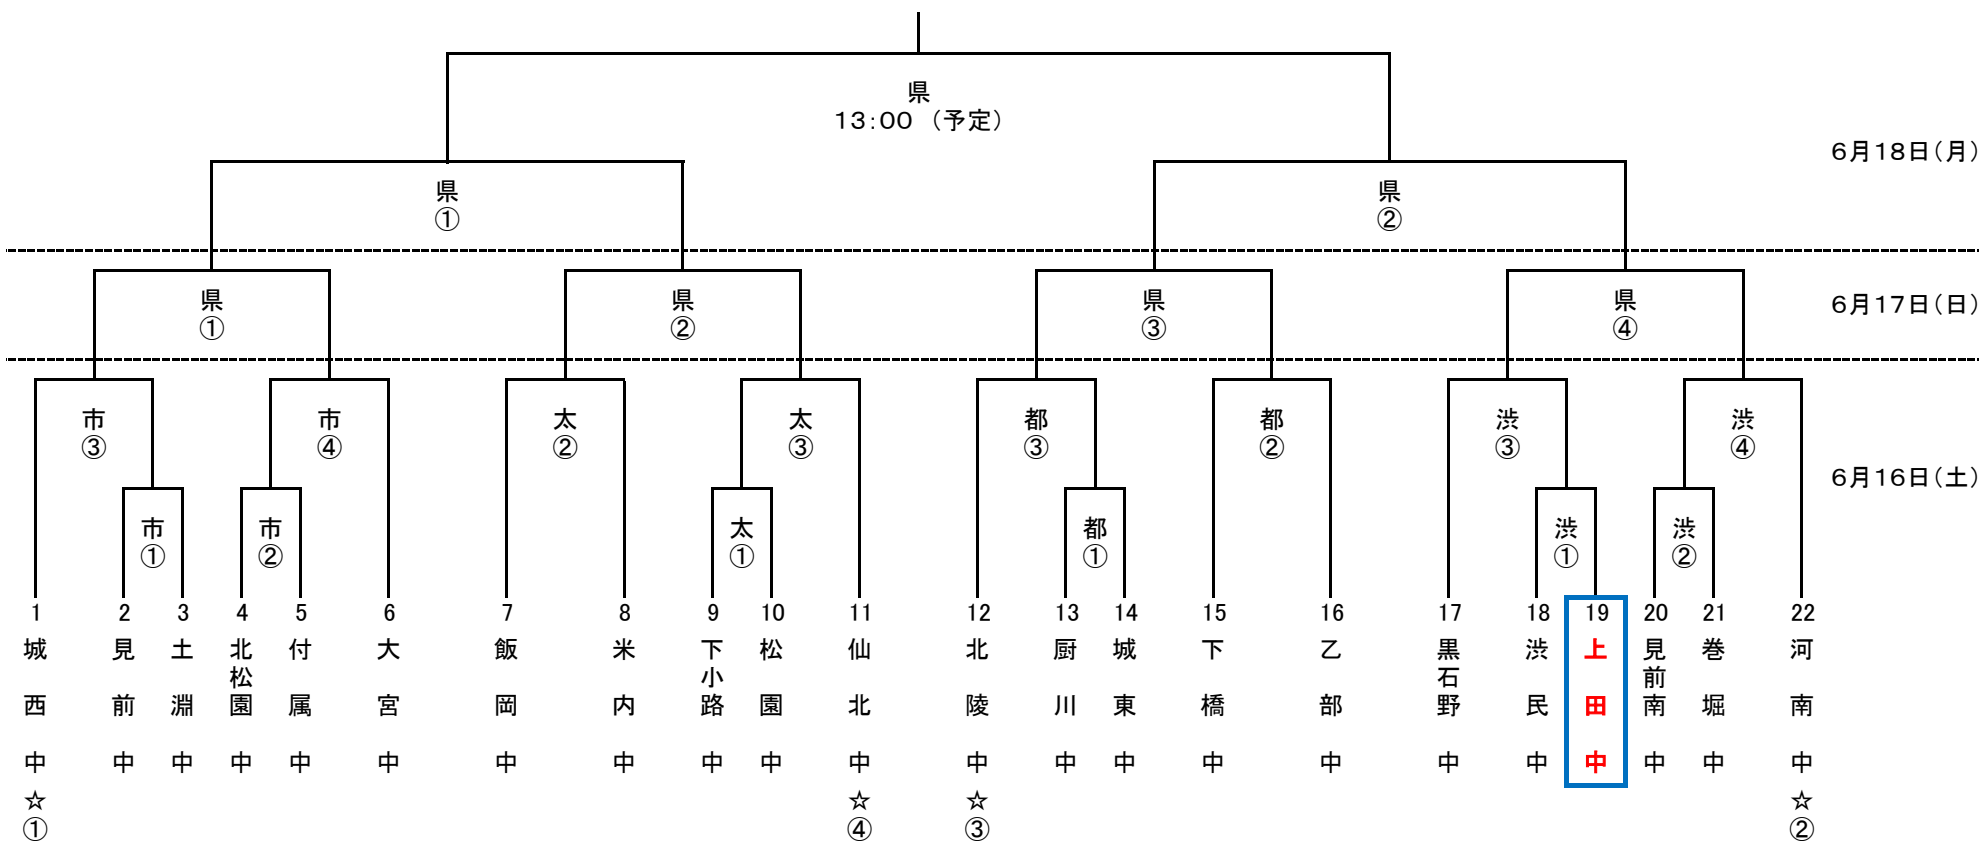 県
13:00 (予定)
6月18日(月)
県
①
県
②
県
①
県
②
県
③
県
④
6月17日(日)
市
③
市
④
太
②
太
③
都
③
都
②
渋
③
渋
④
6月16日(土)
市
①
市
②
太
①
都
①
渋
①
渋
②
1 城西中 ☆①
2 見前中
3 土淵中
4 北松園中
5 付属中
6 大宮中
7 飯岡中
8 米内中
9 下小路中
10 松園中
11 仙北中 ☆④
12 北陵中 ☆③
13 厨川中
14 城東中
15 下橋中
16 乙部中
17 黒石野中
18 渋民中
19 上田中
20 見前南中
21 巻堀中
22 河南中 ☆②